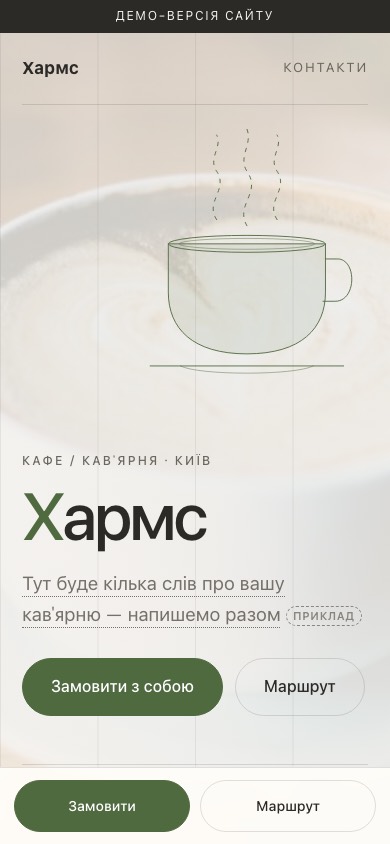 ДЕМО-ВЕРСІЯ САЙТУ
Хармс
КОНТАКТИ
КАФЕ / КАВ'ЯРНЯ · КИЇВ
Хармс
Тут буде кілька слів про вашу
кав'ярню — напишемо разом ПРИКЛАД
Замовити з собою
Маршрут
Замовити
Маршрут